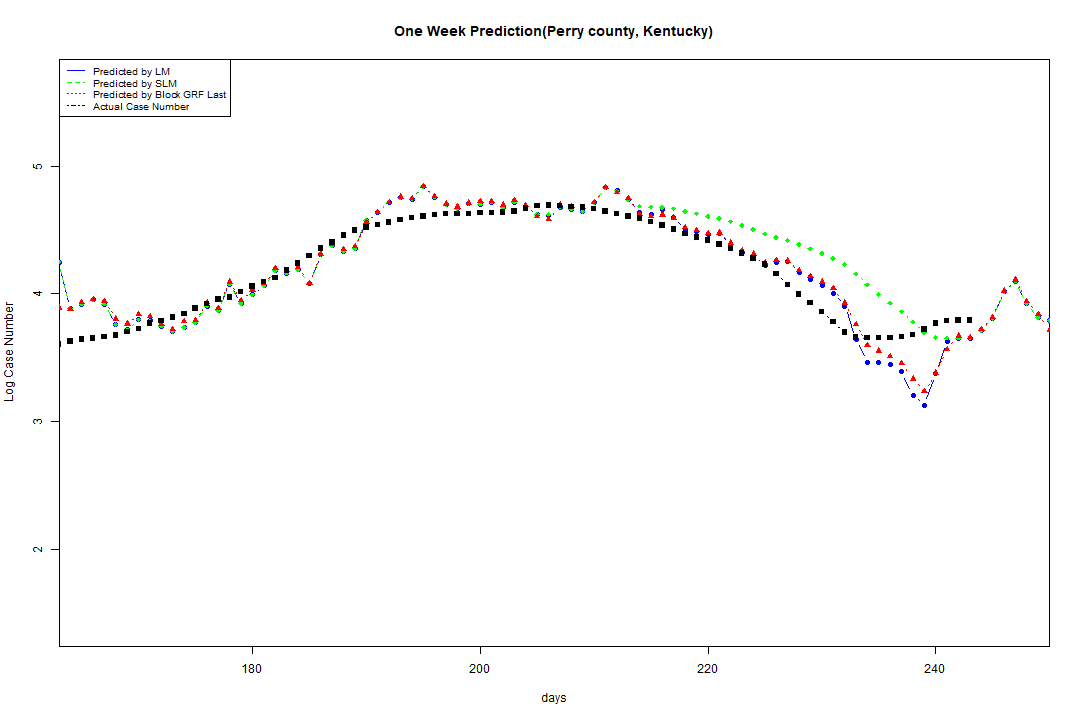 One Week Prediction(Perry county, Kentucky)
Predicted by LM
Predicted by SLM
Predicted by Block GRF Last
Actual Case Number
5
4
3
2
Log Case Number
180 200 220 240
days